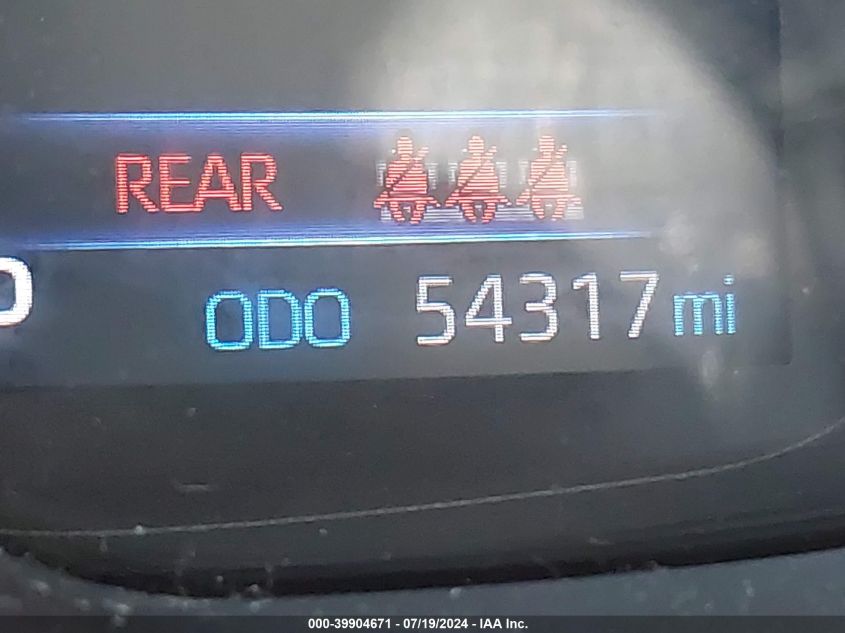 REAR
ODO 54317 mi
000-39904671 - 07/19/2024 - IAA Inc.